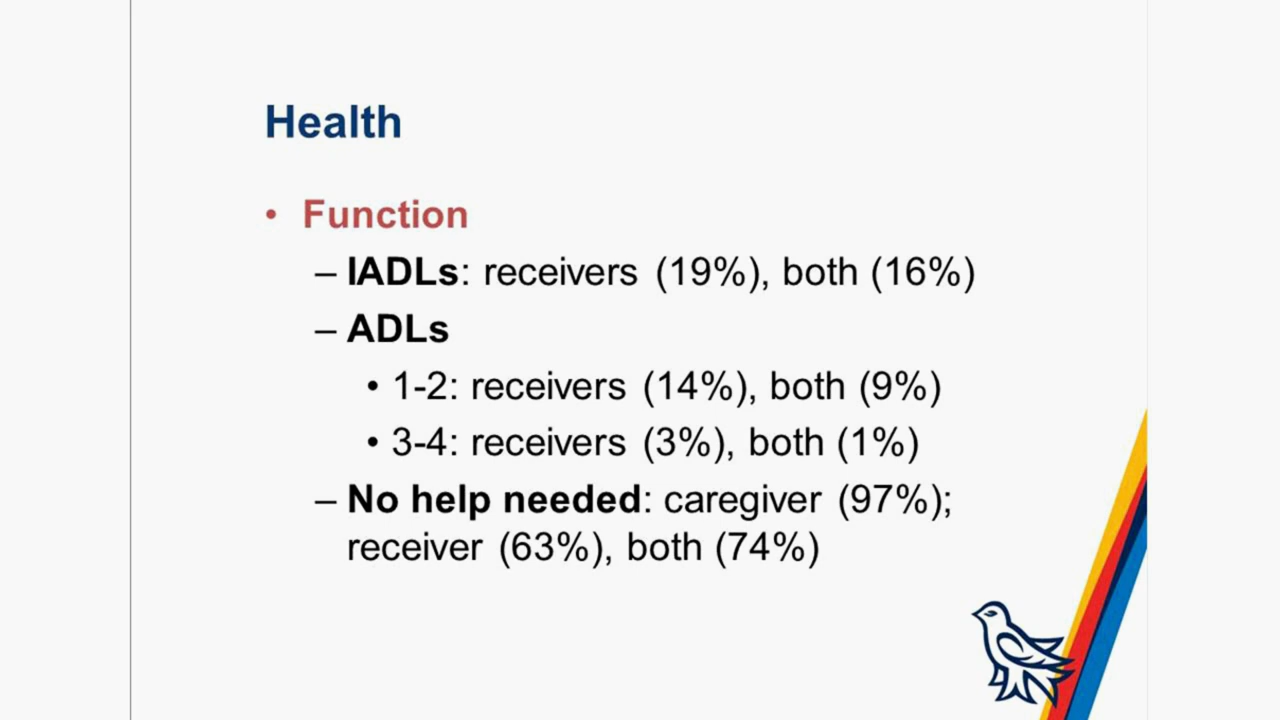 Health
• Function
– IADLs: receivers (19%), both (16%)
– ADLs
• 1-2: receivers (14%), both (9%)
• 3-4: receivers (3%), both (1%)
– No help needed: caregiver (97%);
receiver (63%), both (74%)